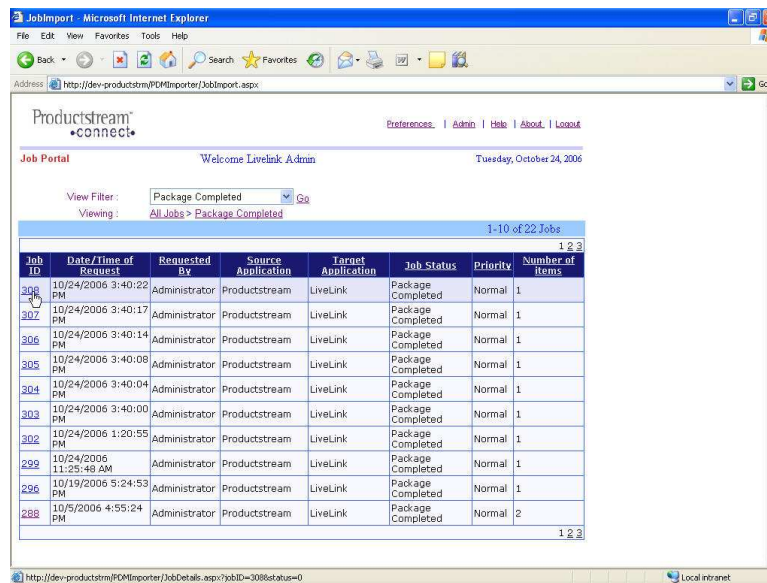 JobImport - Microsoft Internet Explorer
File Edit View Favorites Tools Help
Back Search Favorites
Address http://dev-productstrm/PDMImporter/JobImport.aspx Go
Productstream™
•connect•
Preferences | Admin | Help | About | Logout
Job Portal Welcome Livelink Admin Tuesday, October 24, 2006
View Filter : Package Completed Go
Viewing : All Jobs > Package Completed
1-10 of 22 Jobs
1 2 3
Job ID Date/Time of Request Requested By Source Application Target Application Job Status Priority Number of items
308 10/24/2006 3:40:22 PM Administrator Productstream LiveLink Package Completed Normal 1
307 10/24/2006 3:40:17 PM Administrator Productstream LiveLink Package Completed Normal 1
306 10/24/2006 3:40:14 PM Administrator Productstream LiveLink Package Completed Normal 1
305 10/24/2006 3:40:08 PM Administrator Productstream LiveLink Package Completed Normal 1
304 10/24/2006 3:40:04 PM Administrator Productstream LiveLink Package Completed Normal 1
303 10/24/2006 3:40:00 PM Administrator Productstream LiveLink Package Completed Normal 1
302 10/24/2006 1:20:55 PM Administrator Productstream LiveLink Package Completed Normal 1
299 10/24/2006 11:25:48 AM Administrator Productstream LiveLink Package Completed Normal 1
296 10/19/2006 5:24:53 PM Administrator Productstream LiveLink Package Completed Normal 1
288 10/5/2006 4:55:24 PM Administrator Productstream LiveLink Package Completed Normal 2
1 2 3
http://dev-productstrm/PDMImporter/JobDetails.aspx?jobID=308&status=0 Local intranet